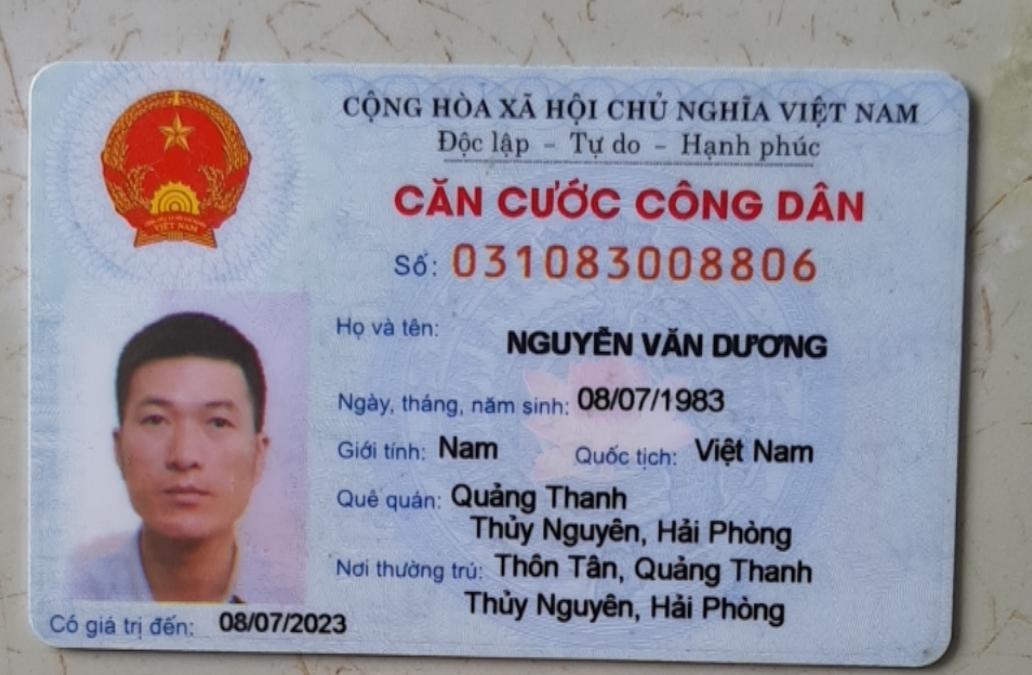 CỘNG HÒA XÃ HỘI CHỦ NGHĨA VIỆT NAM
Độc lập - Tự do - Hạnh phúc
CĂN CƯỚC CÔNG DÂN
Số: 031083008806
Họ và tên: NGUYỄN VĂN DƯƠNG
Ngày, tháng, năm sinh: 08/07/1983
Giới tính: Nam Quốc tịch: Việt Nam
Quê quán: Quảng Thanh
Thủy Nguyên, Hải Phòng
Nơi thường trú: Thôn Tân, Quảng Thanh
Thủy Nguyên, Hải Phòng
Có giá trị đến: 08/07/2023
VIỆT NAM